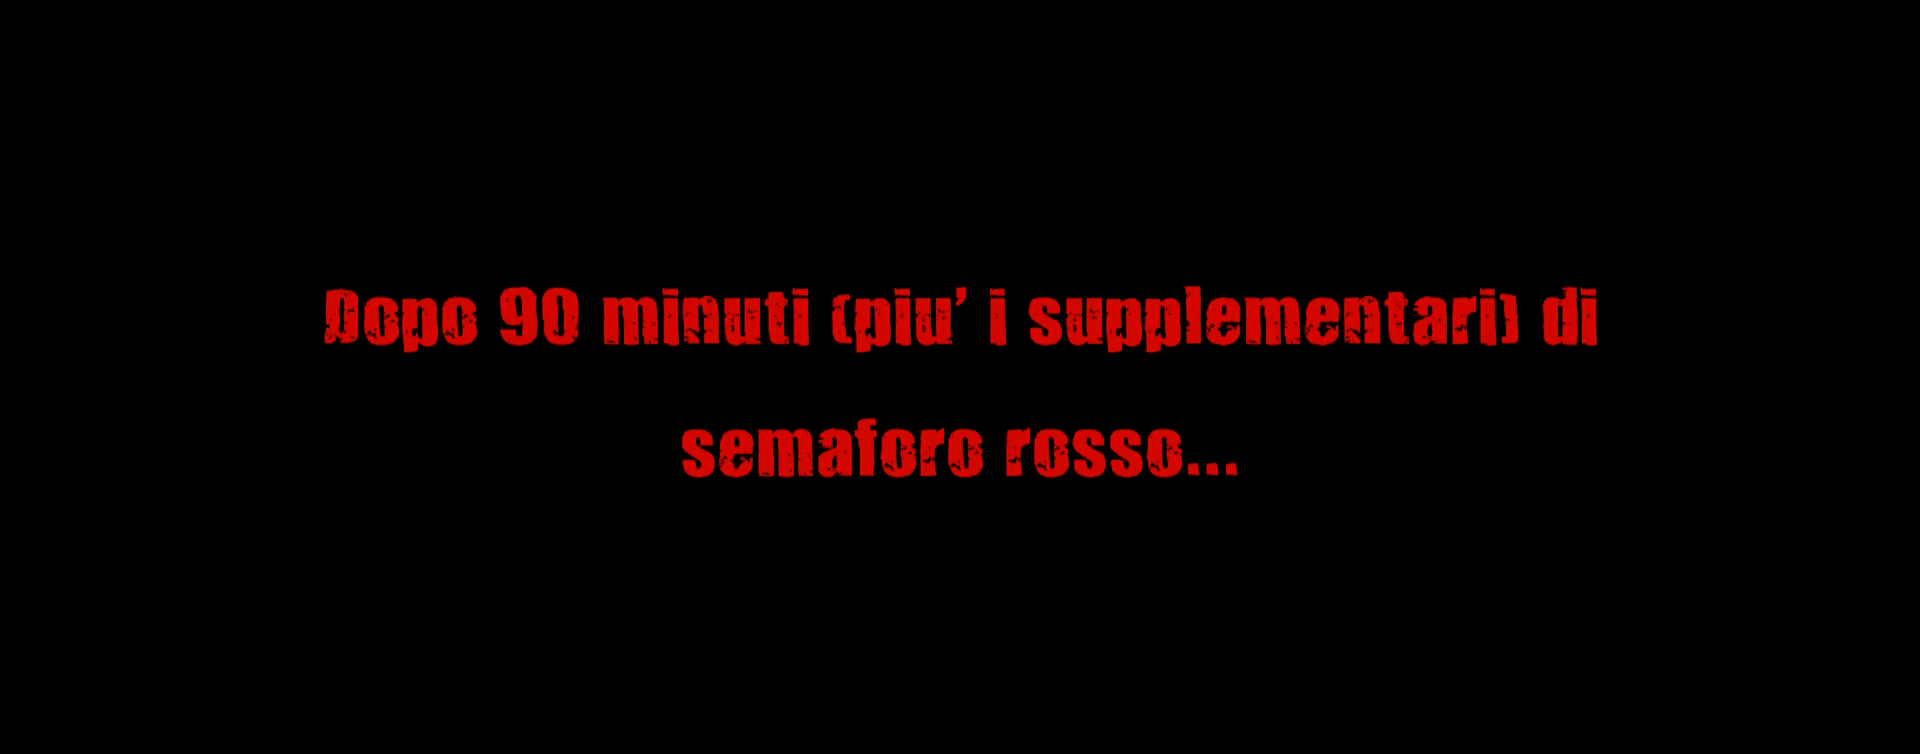 Dopo 90 minuti (piu' i supplementari) di
semaforo rosso...